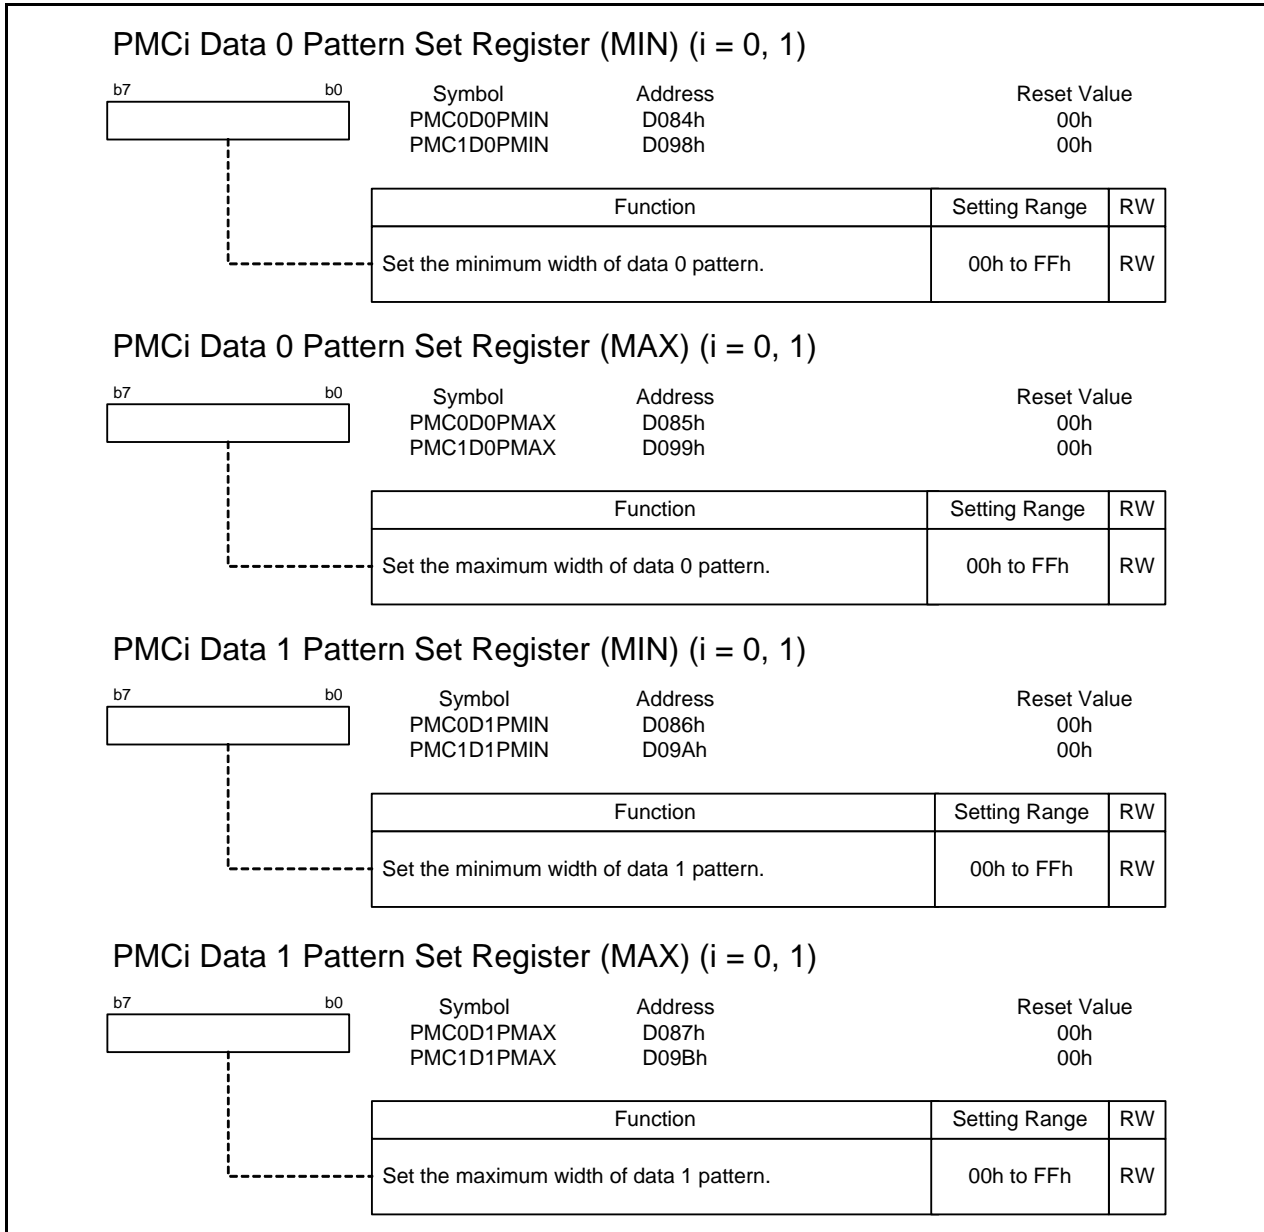 PMCi Data 0 Pattern Set Register (MIN) (i = 0, 1)
b7 b0 Symbol Address Reset Value
PMC0D0PMIN D084h 00h
PMC1D0PMIN D098h 00h
Function Setting Range RW
Set the minimum width of data 0 pattern. 00h to FFh RW
PMCi Data 0 Pattern Set Register (MAX) (i = 0, 1)
b7 b0 Symbol Address Reset Value
PMC0D0PMAX D085h 00h
PMC1D0PMAX D099h 00h
Function Setting Range RW
Set the maximum width of data 0 pattern. 00h to FFh RW
PMCi Data 1 Pattern Set Register (MIN) (i = 0, 1)
b7 b0 Symbol Address Reset Value
PMC0D1PMIN D086h 00h
PMC1D1PMIN D09Ah 00h
Function Setting Range RW
Set the minimum width of data 1 pattern. 00h to FFh RW
PMCi Data 1 Pattern Set Register (MAX) (i = 0, 1)
b7 b0 Symbol Address Reset Value
PMC0D1PMAX D087h 00h
PMC1D1PMAX D09Bh 00h
Function Setting Range RW
Set the maximum width of data 1 pattern. 00h to FFh RW